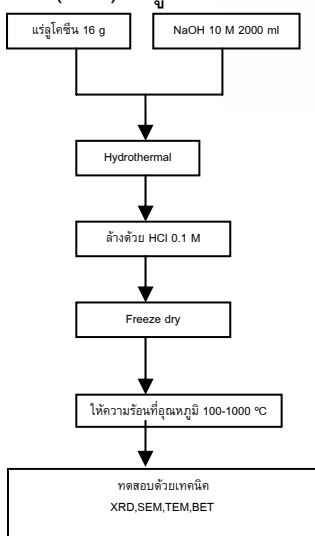 แร่ลูโคซีน 16 g
NaOH 10 M 2000 ml
Hydrothermal
ล้างด้วย HCl 0.1 M
Freeze dry
ให้ความร้อนที่อุณหภูมิ 100-1000 ºC
ทดสอบด้วยเทคนิค
XRD,SEM,TEM,BET